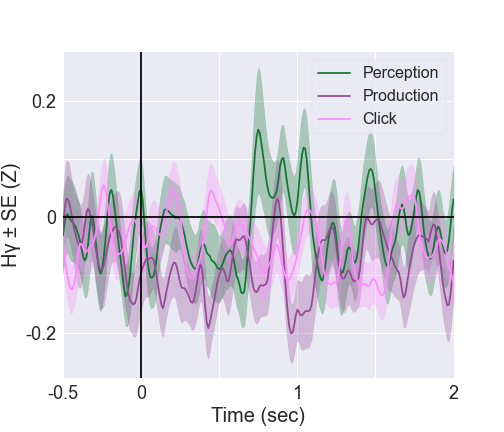 Perception
Production
Click
0.2
0
-0.2
Hγ ± SE (Z)
-0.5
0
1
2
Time (sec)